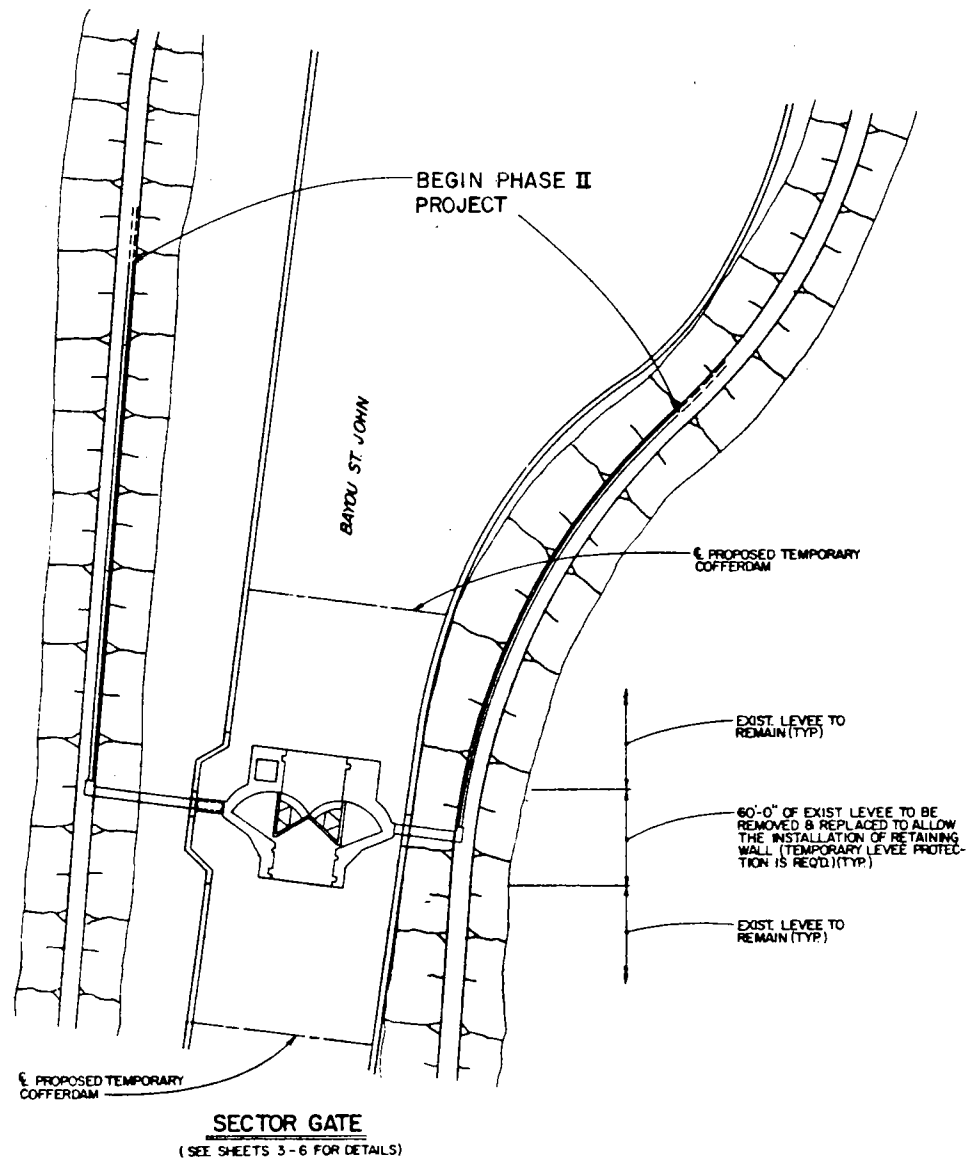 BEGIN PHASE II
PROJECT
BAYOU ST. JOHN
℄ PROPOSED TEMPORARY
COFFERDAM
EXIST. LEVEE TO
REMAIN (TYP.)
60'-0" OF EXIST LEVEE TO BE
REMOVED & REPLACED TO ALLOW
THE INSTALLATION OF RETAINING
WALL (TEMPORARY LEVEE PROTEC-
TION IS REQ'D.)(TYP.)
EXIST. LEVEE TO
REMAIN (TYP.)
℄ PROPOSED TEMPORARY
COFFERDAM
SECTOR GATE
(SEE SHEETS 3-6 FOR DETAILS)